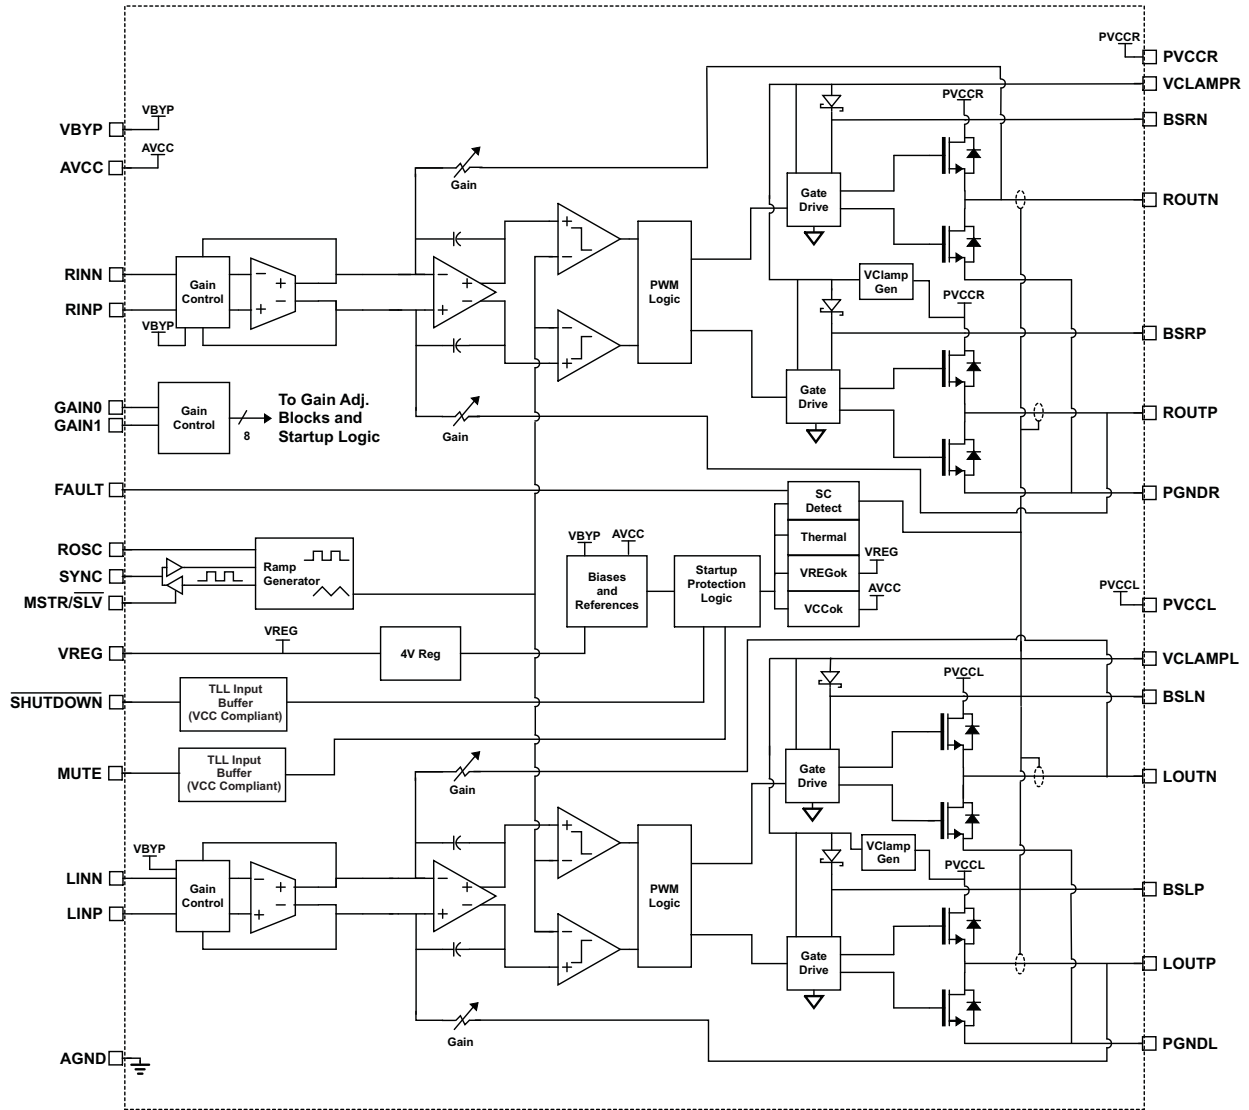 PVCCR
PVCCR
VCLAMPR
VBYP
VBYP
PVCCR
BSRN
AVCC
AVCC
Gain
Gate
Drive
ROUTN
RINN
Gain
Control
PWM
Logic
VClamp
Gen
PVCCR
RINP
VBYP
BSRP
GAIN0
GAIN1
Gain
Control
8
To Gain Adj.
Blocks and
Startup Logic
Gain
Gate
Drive
ROUTP
FAULT
SC
Detect
PGNDR
Thermal
ROSC
SYNC
MSTR/SLV
Ramp
Generator
VBYP
AVCC
Biases
and
References
Startup
Protection
Logic
VREGok
VREG
VCCok
AVCC
PVCCL
PVCCL
VREG
VREG
4V Reg
VCLAMPL
SHUTDOWN
TLL Input
Buffer
(VCC Compliant)
PVCCL
BSLN
MUTE
TLL Input
Buffer
(VCC Compliant)
Gain
Gate
Drive
LOUTN
VBYP
VClamp
Gen
PVCCL
LINN
Gain
Control
PWM
Logic
BSLP
LINP
Gate
Drive
LOUTP
Gain
AGND
PGNDL